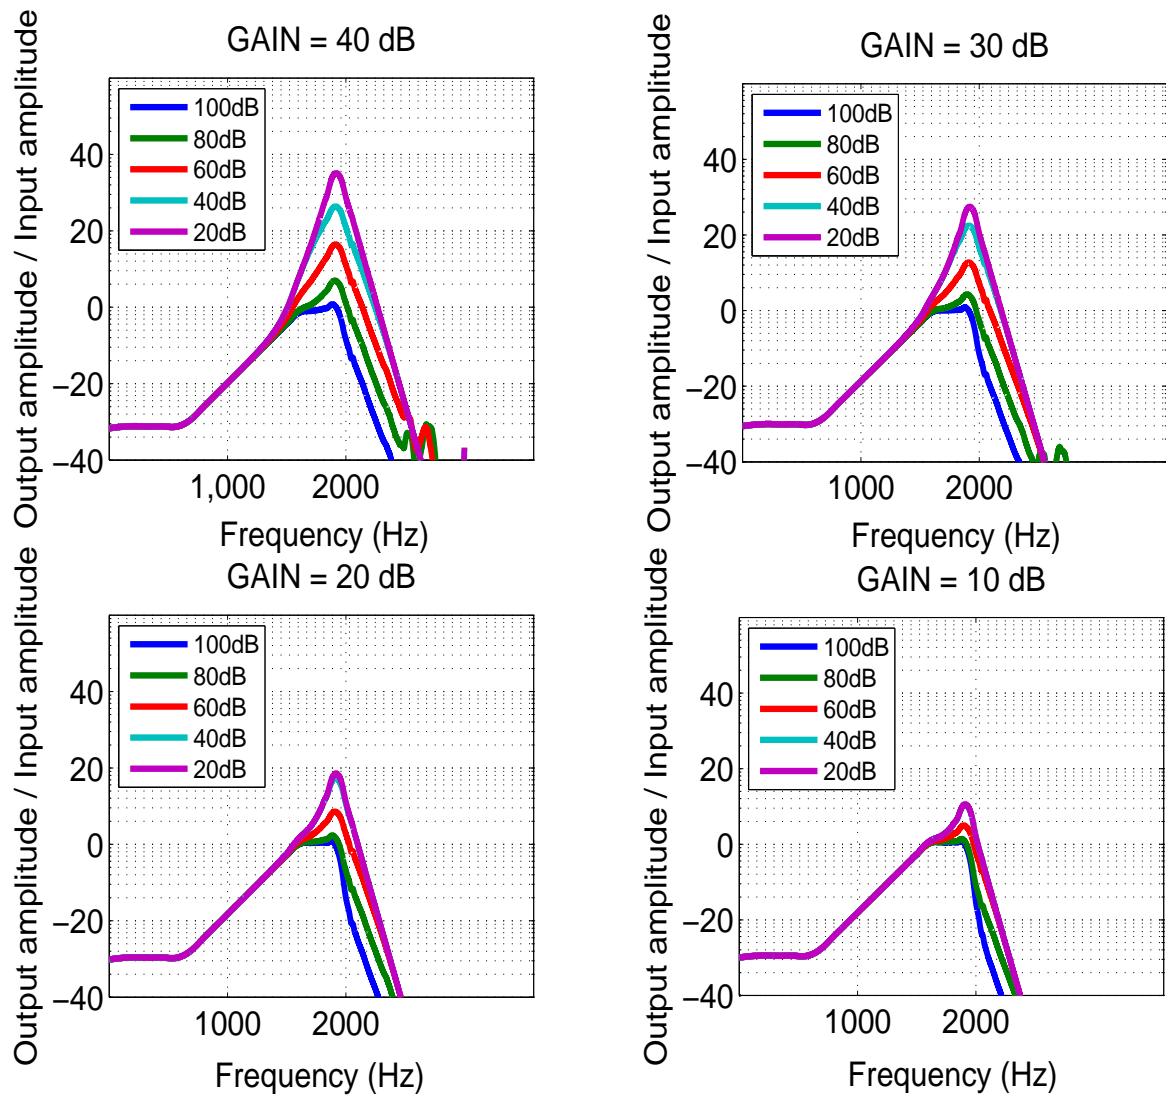 GAIN = 40 dB
Output amplitude / Input amplitude
100dB
80dB
60dB
40dB
20dB
40
20
0
−20
−40
1,000 2000
Frequency (Hz)
GAIN = 30 dB
Output amplitude / Input amplitude
100dB
80dB
60dB
40dB
20dB
40
20
0
−20
−40
1000 2000
Frequency (Hz)
GAIN = 20 dB
Output amplitude / Input amplitude
100dB
80dB
60dB
40dB
20dB
40
20
0
−20
−40
1000 2000
Frequency (Hz)
GAIN = 10 dB
Output amplitude / Input amplitude
100dB
80dB
60dB
40dB
20dB
40
20
0
−20
−40
1000 2000
Frequency (Hz)